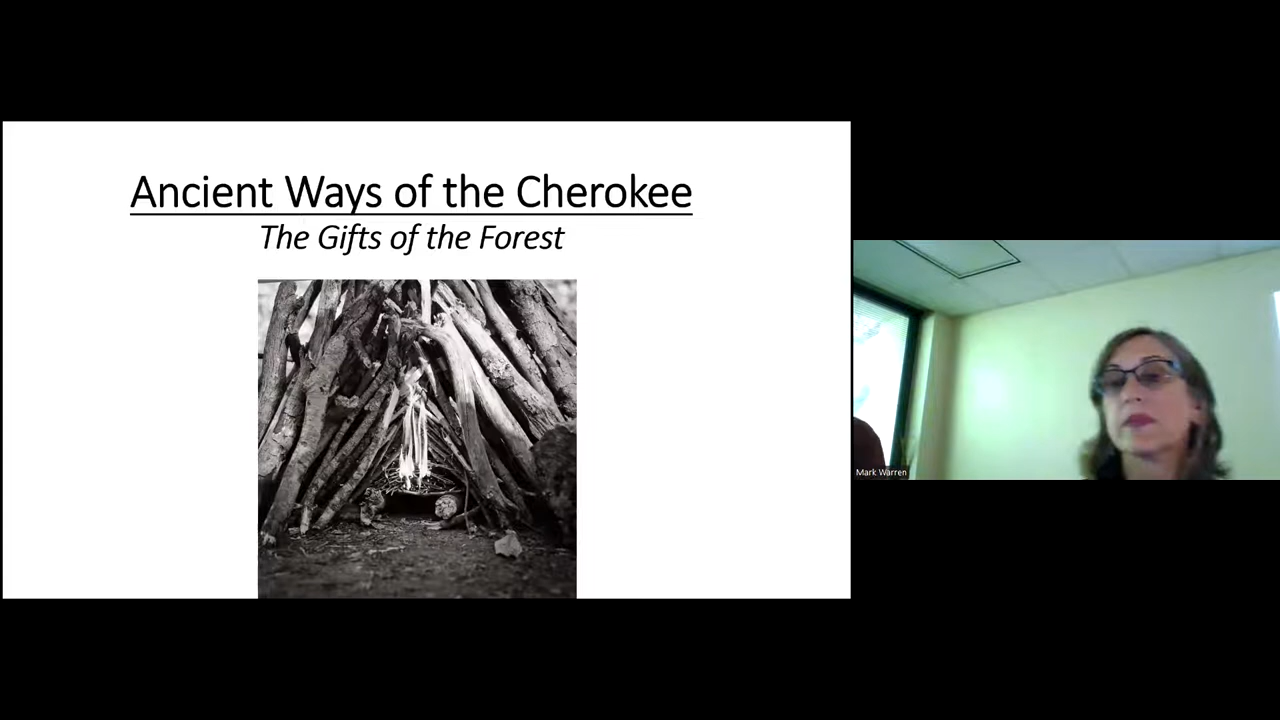 Ancient Ways of the Cherokee
The Gifts of the Forest
Mark Warren